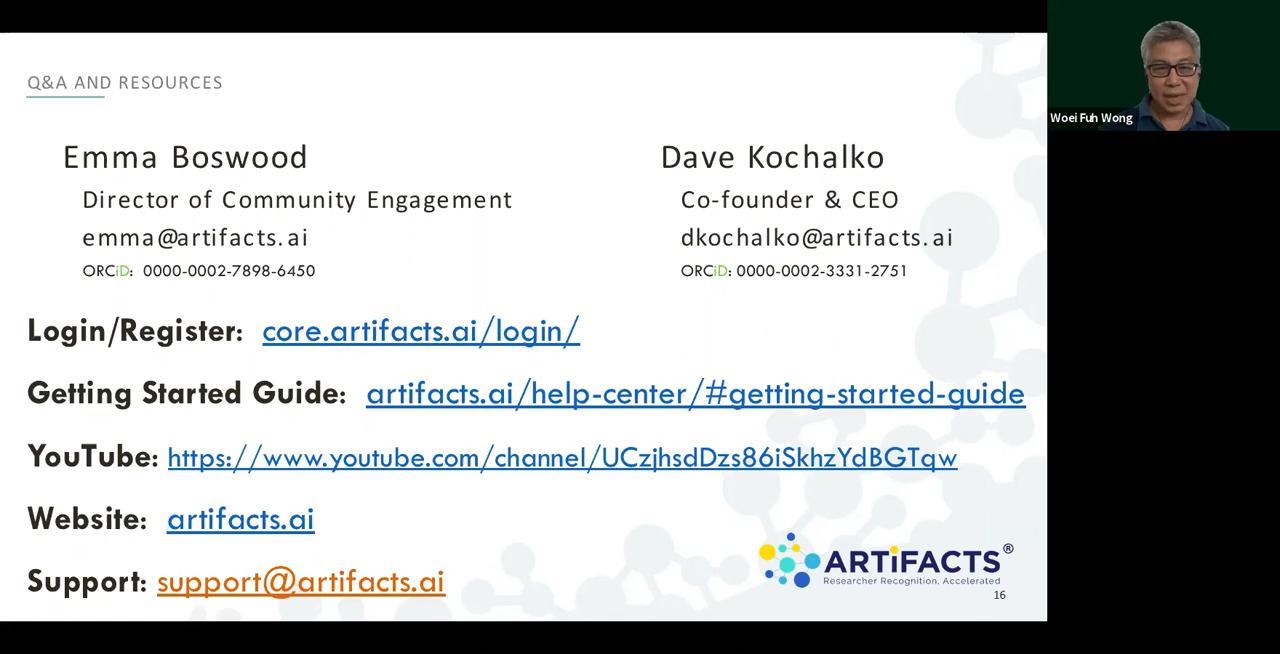 Q&A AND RESOURCES
Emma Boswood
Director of Community Engagement
emma@artifacts.ai
ORCiD: 0000-0002-7898-6450
Dave Kochalko
Co-founder & CEO
dkochalko@artifacts.ai
ORCiD: 0000-0002-3331-2751
Login/Register: core.artifacts.ai/login/
Getting Started Guide: artifacts.ai/help-center/#getting-started-guide
YouTube: https://www.youtube.com/channel/UCzjhsdDzs86iSkhzYdBGTqw
Website: artifacts.ai
Support: support@artifacts.ai
ARTiFACTS®
Researcher Recognition, Accelerated
16
Woei Fuh Wong